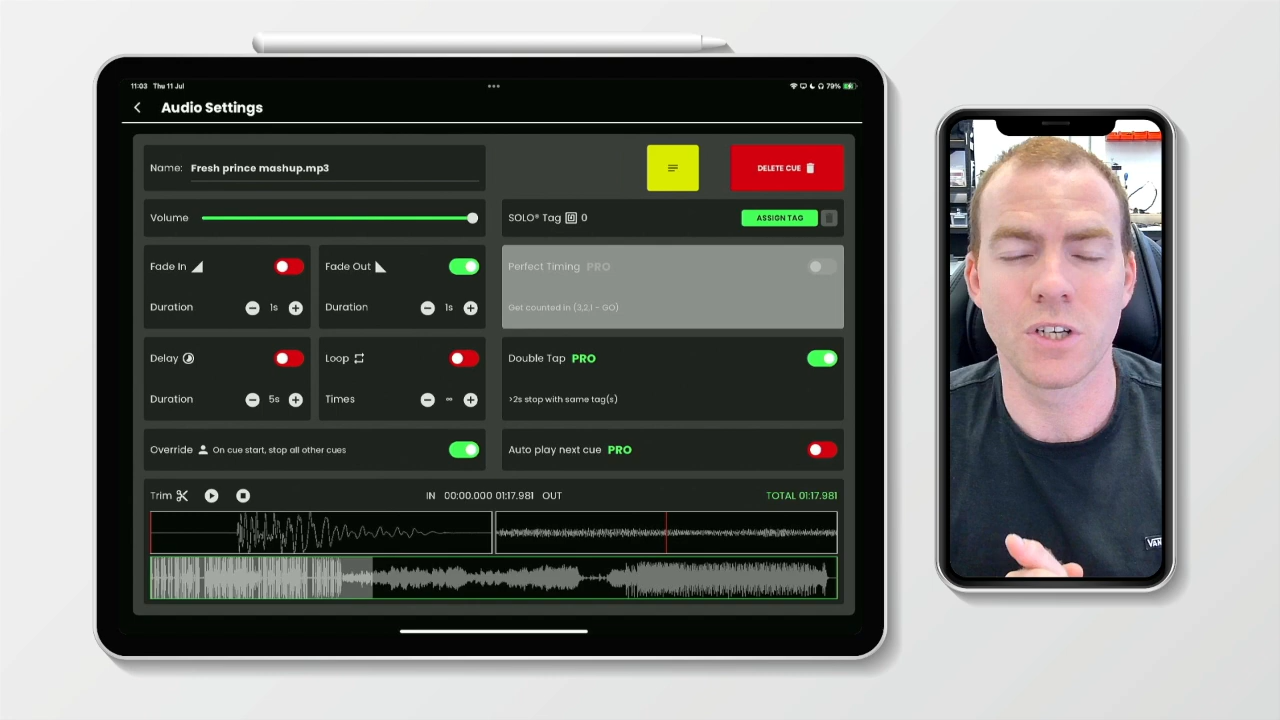 11:03 Thu 11 Jul
79%
Audio Settings
Name: Fresh prince mashup.mp3
DELETE CUE
Volume
SOLO® Tag 0
ASSIGN TAG
Fade In
Fade Out
Perfect Timing PRO
Duration 1s
Duration 1s
Get counted in (3,2,1 - GO)
Delay
Loop
Double Tap PRO
Duration 5s
Times ∞
>2s stop with same tag(s)
Override On cue start, stop all other cues
Auto play next cue PRO
Trim
IN 00:00.000 01:17.981 OUT
TOTAL 01:17.981
VANS